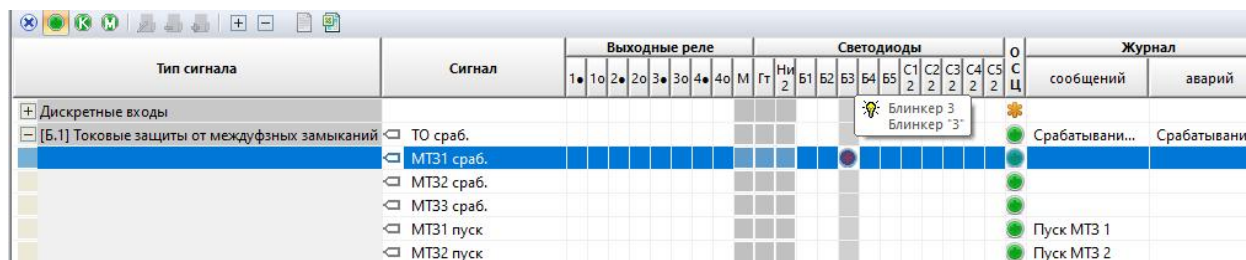 К М
Выходные реле Светодиоды О С Ц Журнал
Тип сигнала Сигнал 1● 1о 2● 2о 3● 3о 4● 4о М Гт Ни 2 Б1 Б2 Б3 Б4 Б5 С1 2 С2 2 С3 2 С4 2 С5 2 сообщений аварий
Дискретные входы
Блинкер 3
Блинкер "3"
[Б.1] Токовые защиты от междуфзных замыканий ТО сраб. Срабатывани... Срабатывани
МТЗ1 сраб.
МТЗ2 сраб.
МТЗ3 сраб.
МТЗ1 пуск Пуск МТЗ 1
МТЗ2 пуск Пуск МТЗ 2